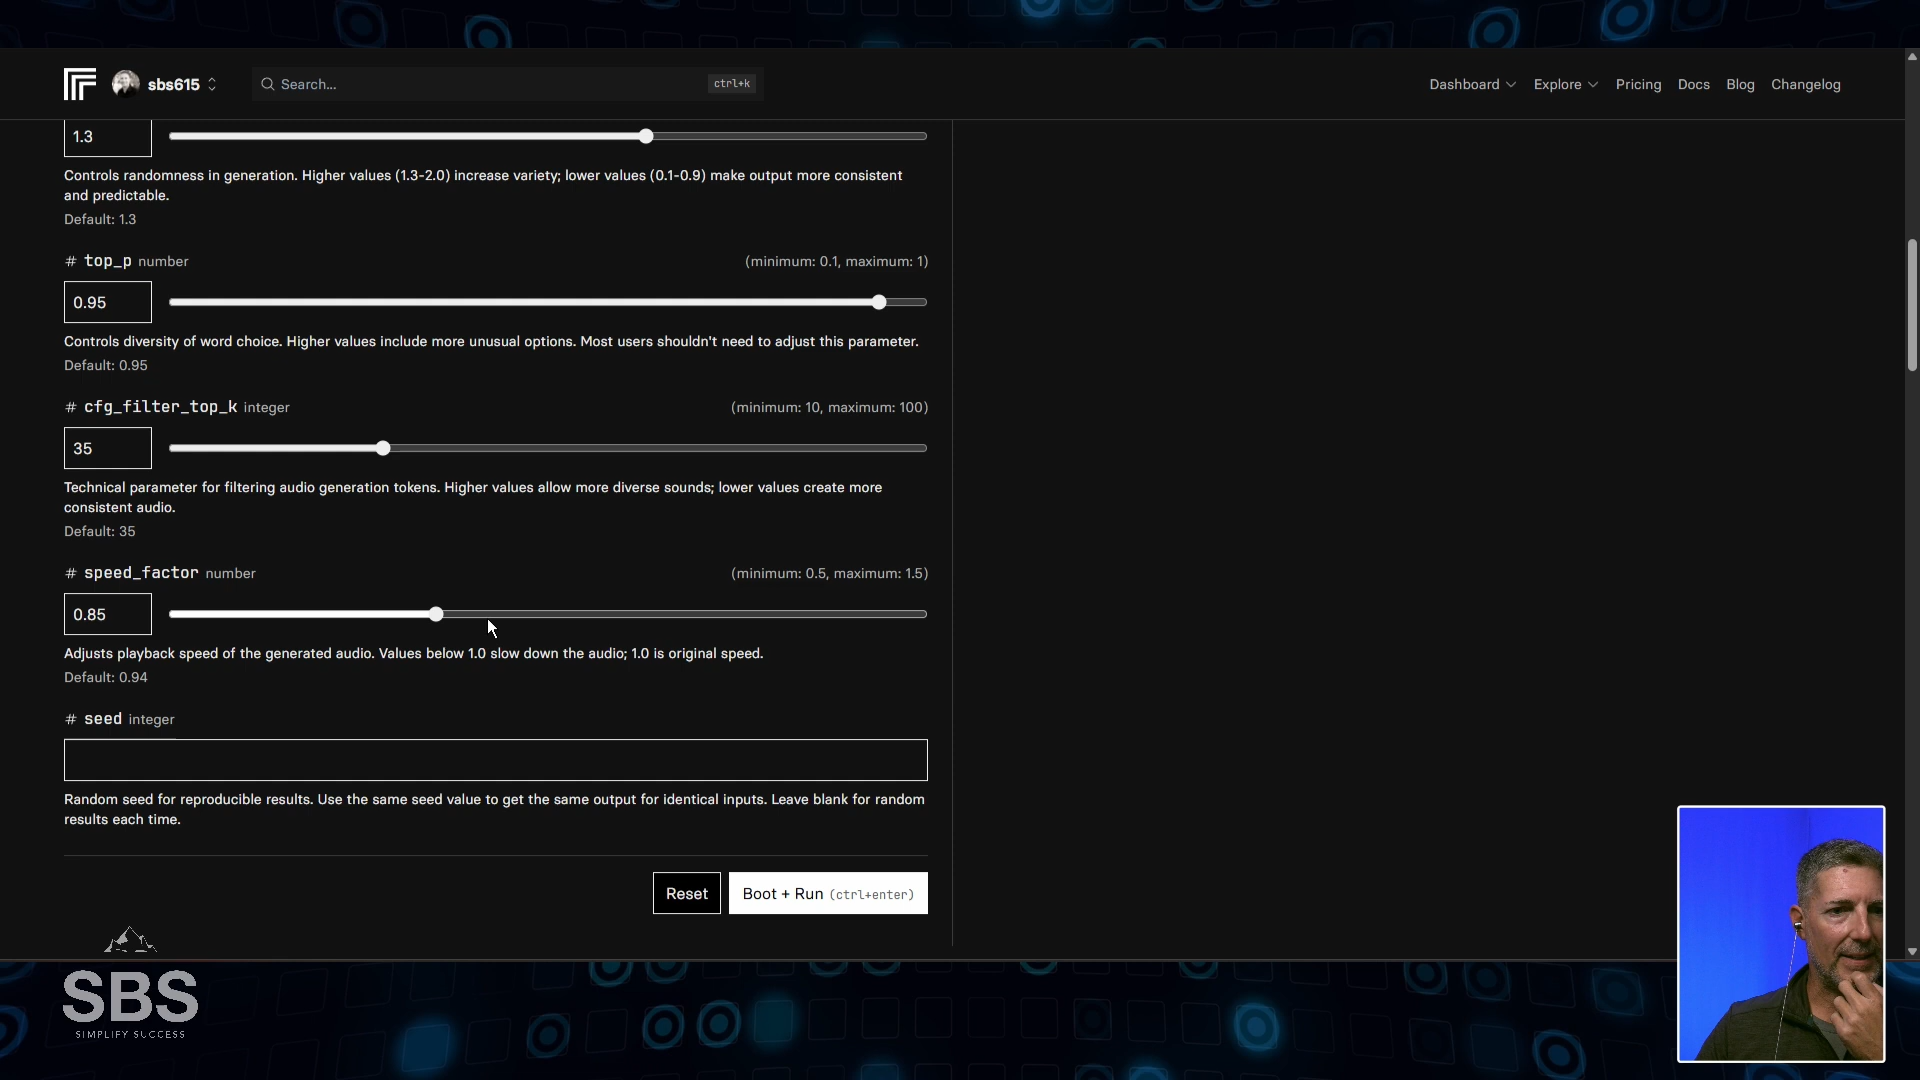 sbs615
Search...
ctrl+k
Dashboard
Explore
Pricing
Docs
Blog
Changelog
1.3
Controls randomness in generation. Higher values (1.3-2.0) increase variety; lower values (0.1-0.9) make output more consistent
and predictable.
Default: 1.3
# top_p number
(minimum: 0.1, maximum: 1)
0.95
Controls diversity of word choice. Higher values include more unusual options. Most users shouldn't need to adjust this parameter.
Default: 0.95
# cfg_filter_top_k integer
(minimum: 10, maximum: 100)
35
Technical parameter for filtering audio generation tokens. Higher values allow more diverse sounds; lower values create more
consistent audio.
Default: 35
# speed_factor number
(minimum: 0.5, maximum: 1.5)
0.85
Adjusts playback speed of the generated audio. Values below 1.0 slow down the audio; 1.0 is original speed.
Default: 0.94
# seed integer
Random seed for reproducible results. Use the same seed value to get the same output for identical inputs. Leave blank for random
results each time.
Reset
Boot + Run (ctrl+enter)
SBS
SIMPLIFY SUCCESS